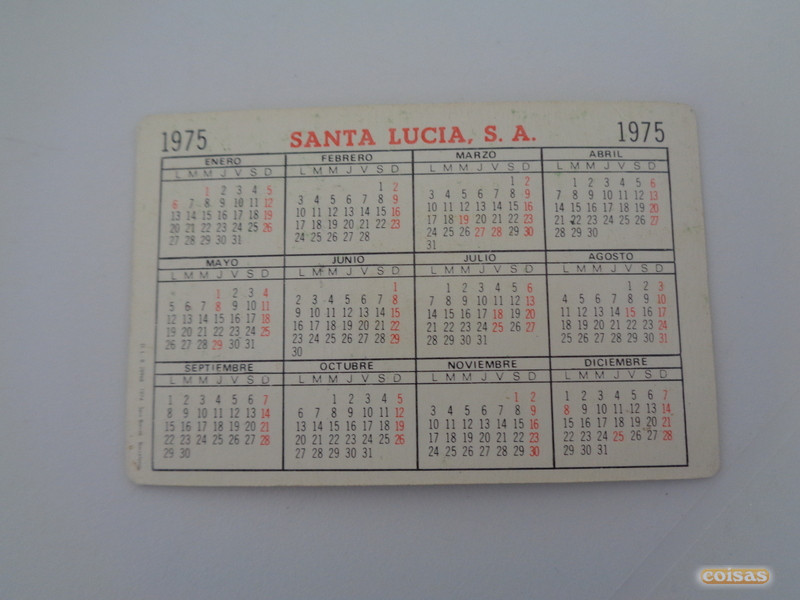 1975 SANTA LUCIA, S. A. 1975
ENERO
L M M J V S D
1 2 3 4 5
6 7 8 9 10 11 12
13 14 15 16 17 18 19
20 21 22 23 24 25 26
27 28 29 30 31
FEBRERO
L M M J V S D
1 2
3 4 5 6 7 8 9
10 11 12 13 14 15 16
17 18 19 20 21 22 23
24 25 26 27 28
MARZO
L M M J V S D
1 2
3 4 5 6 7 8 9
10 11 12 13 14 15 16
17 18 19 20 21 22 23
24 25 26 27 28 29 30
31
ABRIL
L M M J V S D
1 2 3 4 5 6
7 8 9 10 11 12 13
14 15 16 17 18 19 20
21 22 23 24 25 26 27
28 29 30
MAYO
L M M J V S D
1 2 3 4
5 6 7 8 9 10 11
12 13 14 15 16 17 18
19 20 21 22 23 24 25
26 27 28 29 30 31
JUNIO
L M M J V S D
1
2 3 4 5 6 7 8
9 10 11 12 13 14 15
16 17 18 19 20 21 22
23 24 25 26 27 28 29
30
JULIO
L M M J V S D
1 2 3 4 5 6
7 8 9 10 11 12 13
14 15 16 17 18 19 20
21 22 23 24 25 26 27
28 29 30 31
AGOSTO
L M M J V S D
1 2 3
4 5 6 7 8 9 10
11 12 13 14 15 16 17
18 19 20 21 22 23 24
25 26 27 28 29 30 31
SEPTIEMBRE
L M M J V S D
1 2 3 4 5 6 7
8 9 10 11 12 13 14
15 16 17 18 19 20 21
22 23 24 25 26 27 28
29 30
OCTUBRE
L M M J V S D
1 2 3 4 5
6 7 8 9 10 11 12
13 14 15 16 17 18 19
20 21 22 23 24 25 26
27 28 29 30 31
NOVIEMBRE
L M M J V S D
1 2
3 4 5 6 7 8 9
10 11 12 13 14 15 16
17 18 19 20 21 22 23
24 25 26 27 28 29 30
DICIEMBRE
L M M J V S D
1 2 3 4 5 6 7
8 9 10 11 12 13 14
15 16 17 18 19 20 21
22 23 24 25 26 27 28
29 30 31
coisas